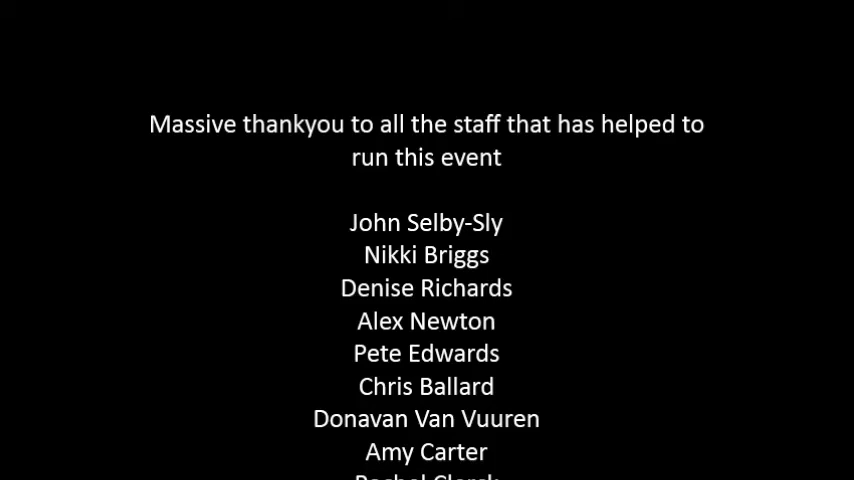 Massive thankyou to all the staff that has helped to
run this event
John Selby-Sly
Nikki Briggs
Denise Richards
Alex Newton
Pete Edwards
Chris Ballard
Donavan Van Vuuren
Amy Carter
Rachel